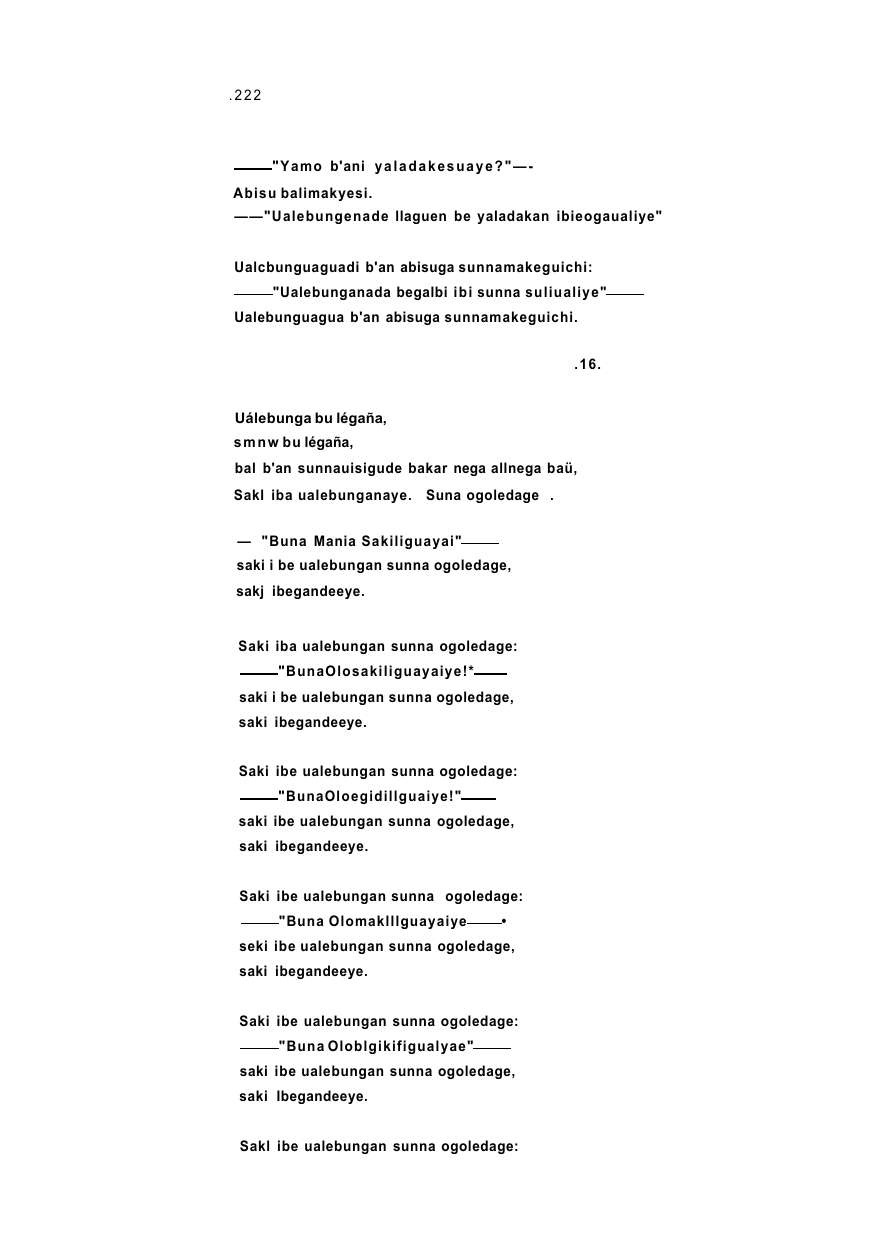 .222
——"Yamo b'ani yaladakesuaye?"—-
Abisu balimakyesi.
——"Ualebungenade llaguen be yaladakan ibieogaualiye"
Ualcbunguaguadi b'an abisuga sunnamakeguichi:
——"Ualebunganada begalbi ibi sunna suliualiye"——
Ualebunguagua b'an abisuga sunnamakeguichi.
.16.
Uálebunga bu légaña,
smnw bu légaña,
bal b'an sunnauisigude bakar nega allnega baü,
Sakl iba ualebunganaye. Suna ogoledage .
— "Buna Mania Sakiliguayai"——
saki i be ualebungan sunna ogoledage,
sakj ibegandeeye.
Saki iba ualebungan sunna ogoledage:
——"BunaOlosakiliguayaiye!*——
saki i be ualebungan sunna ogoledage,
saki ibegandeeye.
Saki ibe ualebungan sunna ogoledage:
——"BunaOloegidillguaiye!"——
saki ibe ualebungan sunna ogoledage,
saki ibegandeeye.
Saki ibe ualebungan sunna ogoledage:
——"Buna Olomaklllguayaiye——•
seki ibe ualebungan sunna ogoledage,
saki ibegandeeye.
Saki ibe ualebungan sunna ogoledage:
——"Buna Oloblgikifigualyae"——
saki ibe ualebungan sunna ogoledage,
saki lbegandeeye.
Sakl ibe ualebungan sunna ogoledage: